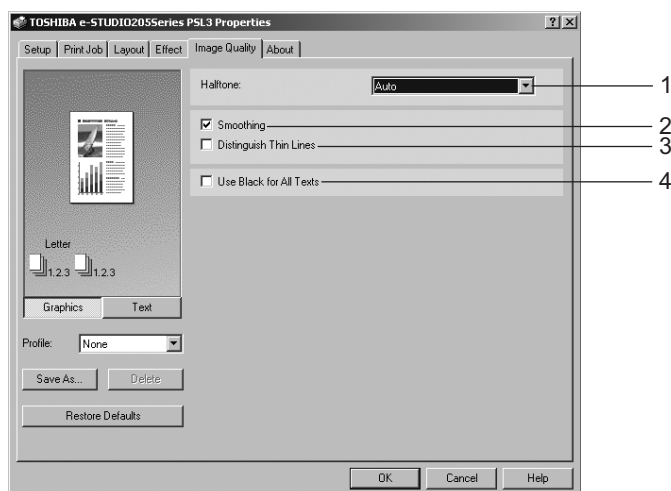 TOSHIBA e-STUDIO205Series PSL3 Properties
Setup Print Job Layout Effect Image Quality About
Halftone: Auto 1
Smoothing 2
Distinguish Thin Lines 3
Use Black for All Texts 4
Letter
1.2.3 1.2.3
Graphics Text
Profile: None
Save As... Delete
Restore Defaults
OK Cancel Help